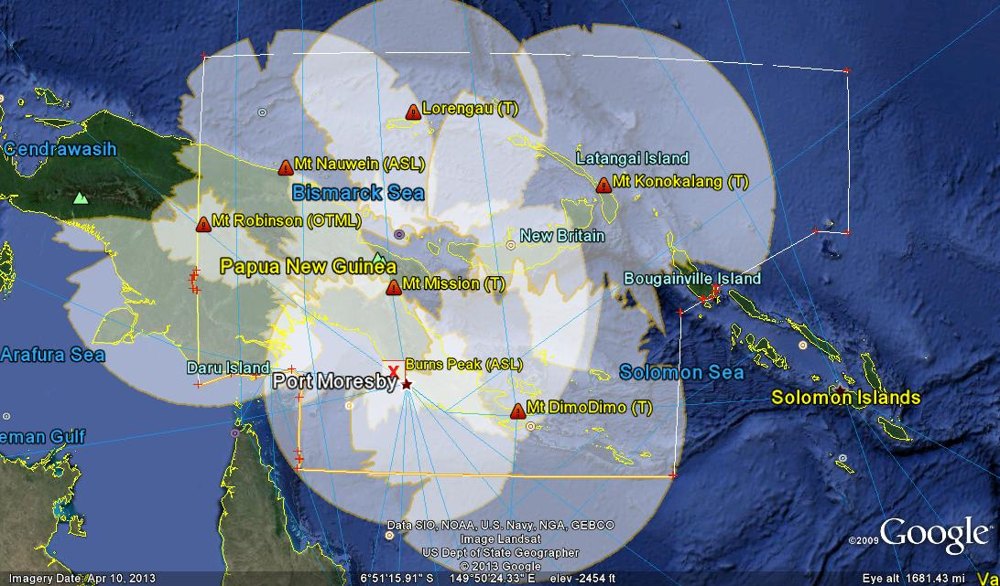 Cendrawasih
Lorengau (T)
Mt Nauwein (ASL)
Latangai Island
Mt Konokalang (T)
Bismarck Sea
Mt Robinson (OTML)
New Britain
Papua New Guinea
Mt Mission (T)
Bougainville Island
Arafura Sea
Daru Island
Burns Peak (ASL)
Port Moresby
Solomon Sea
Mt DimoDimo (T)
Solomon Islands
eman Gulf
Data SIO, NOAA, U.S. Navy, NGA, GEBCO
Image Landsat
US Dept of State Geographer
© 2013 Google
©2009 Google
Imagery Date: Apr 10, 2013
6°51'15.91" S 149°50'24.33" E elev -2454 ft
Eye alt 1681.43 mi
Va